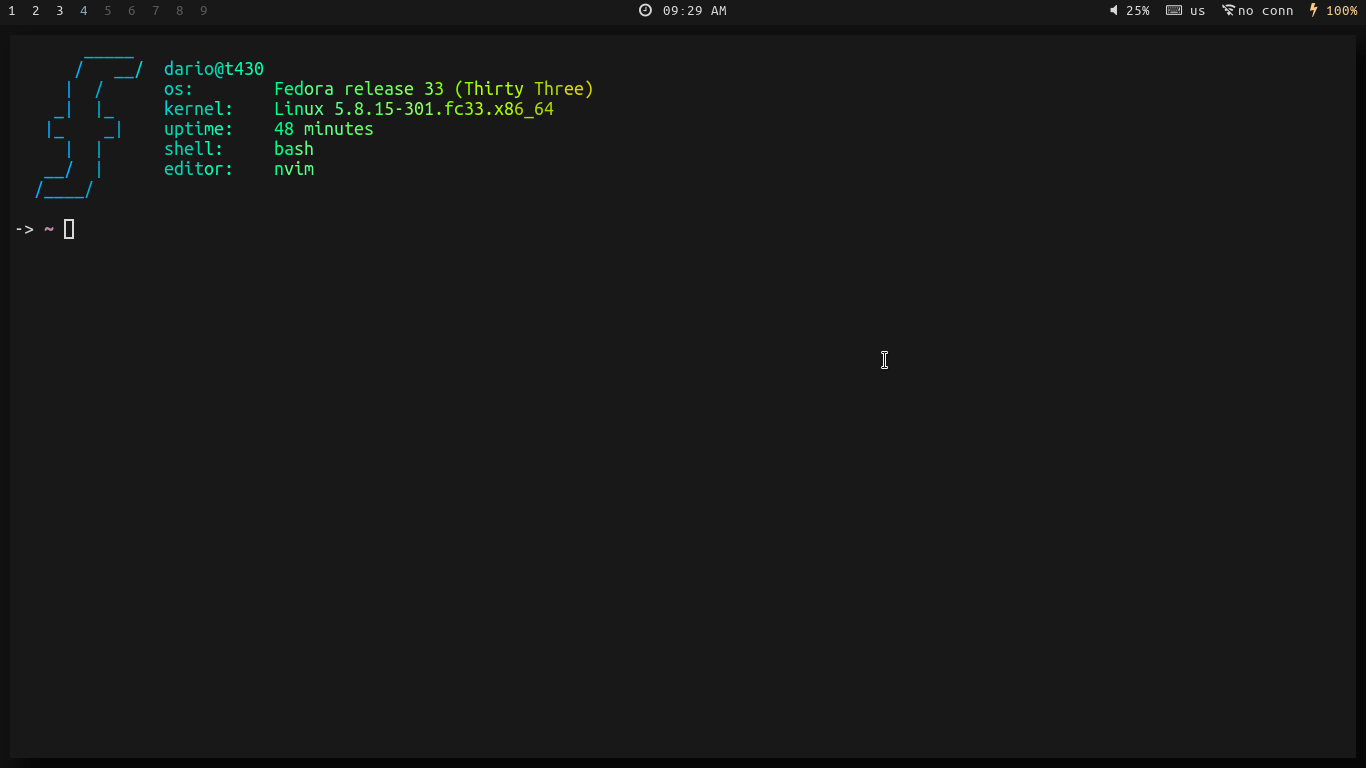 1 2 3 4 5 6 7 8 9 09:29 AM 25% us no conn 100%
dario@t430
os: Fedora release 33 (Thirty Three)
kernel: Linux 5.8.15-301.fc33.x86_64
uptime: 48 minutes
shell: bash
editor: nvim
-> ~